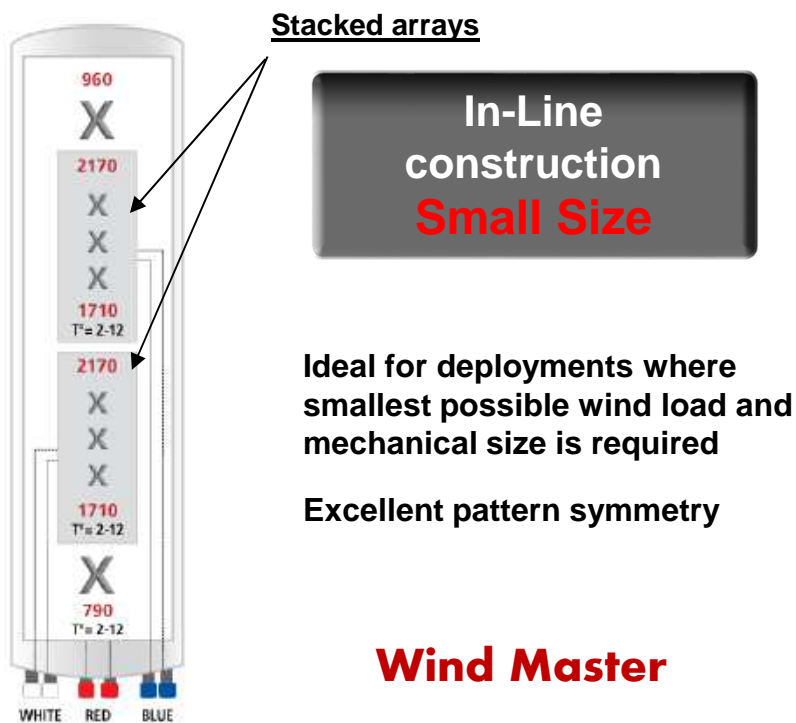 Stacked arrays
960
X
2170
X
X
X
1710
T°= 2-12
2170
X
X
X
1710
T°= 2-12
X
790
T°= 2-12
WHITE RED BLUE
In-Line
construction
Small Size
Ideal for deployments where
smallest possible wind load and
mechanical size is required
Excellent pattern symmetry
Wind Master